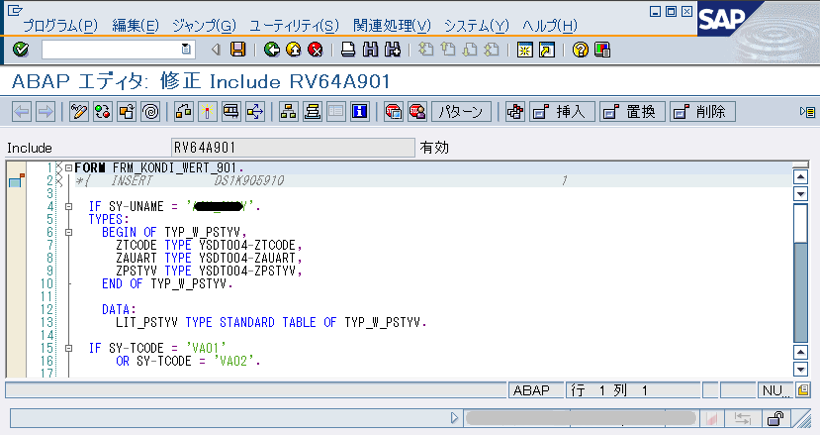 プログラム(P) 編集(E) ジャンプ(G) ユーティリティ(S) 関連処理(V) システム(Y) ヘルプ(H)
SAP
ABAP エディタ: 修正 Include RV64A901
パターン 挿入 置換 削除
Include RV64A901 有効
1 FORM FRM_KONDI_WERT_901.
2 *{   INSERT         DS1K905910                                        1
3
4 IF SY-UNAME = '      '.
5 TYPES:
6 BEGIN OF TYP_W_PSTYV,
7 ZTCODE TYPE YSDT004-ZTCODE,
8 ZAUART TYPE YSDT004-ZAUART,
9 ZPSTYV TYPE YSDT004-ZPSTYV,
10 END OF TYP_W_PSTYV.
11
12 DATA:
13 LIT_PSTYV TYPE STANDARD TABLE OF TYP_W_PSTYV.
14
15 IF SY-TCODE = 'VA01'
16 OR SY-TCODE = 'VA02'.
17
ABAP 行 1 列 1 NU...